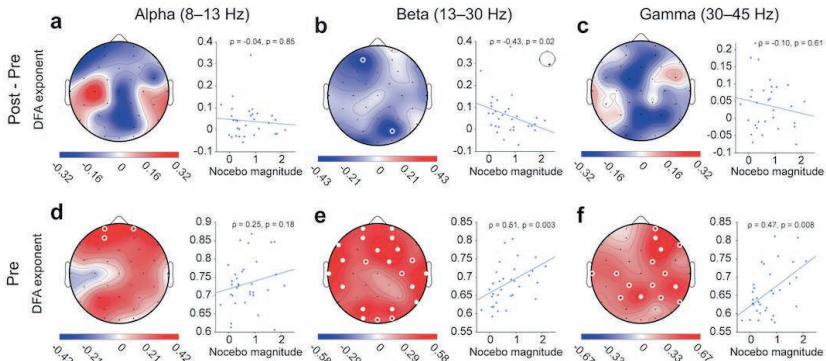 Alpha (8–13 Hz) Beta (13–30 Hz) Gamma (30–45 Hz)
a b c
Post - Pre
DFA exponent
ρ = -0.04, p = 0.85
0.4
0.3
0.2
0.1
0
-0.1
0 1 2
Nocebo magnitude
-0.32 -0.16 0 0.16 0.32
ρ = -0.43, p = 0.02
0.4
0.3
0.2
0.1
0
-0.1
0 1 2
Nocebo magnitude
-0.43 -0.21 0 0.21 0.43
ρ = -0.10, p = 0.61
0.2
0.15
0.1
0.05
0
0.05
0.1
0 1 2
Nocebo magnitude
-0.32 -0.16 0 0.16 0.32
d e f
Pre
DFA exponent
ρ = 0.25, p = 0.18
0.9
0.85
0.8
0.75
0.7
0.65
0.6
0 1 2
Nocebo magnitude
-0.42 -0.21 0 0.21 0.42
ρ = 0.51, p = 0.003
0.85
0.8
0.75
0.7
0.65
0.6
0.55
0 1 2
Nocebo magnitude
0 0.29 0.58
ρ = 0.47, p = 0.008
0.85
0.8
0.75
0.7
0.65
0.6
0.55
0 1 2
Nocebo magnitude
0 0.33 0.67